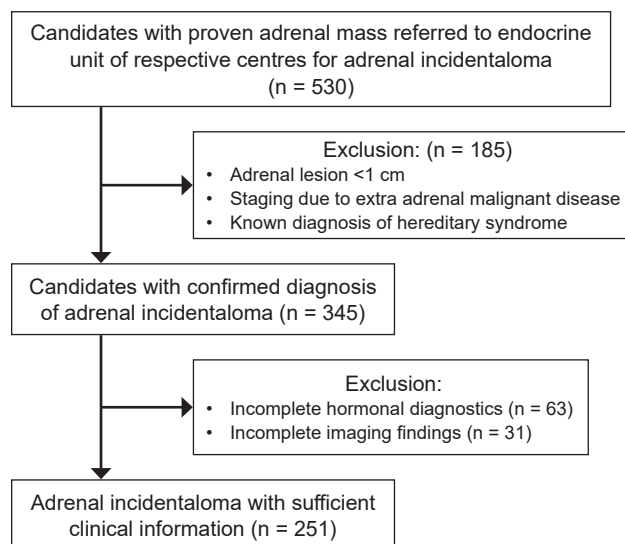 Candidates with proven adrenal mass referred to endocrine
unit of respective centres for adrenal incidentaloma
(n = 530)
Exclusion: (n = 185)
• Adrenal lesion <1 cm
• Staging due to extra adrenal malignant disease
• Known diagnosis of hereditary syndrome
Candidates with confirmed diagnosis
of adrenal incidentaloma (n = 345)
Exclusion:
• Incomplete hormonal diagnostics (n = 63)
• Incomplete imaging findings (n = 31)
Adrenal incidentaloma with sufficient
clinical information (n = 251)